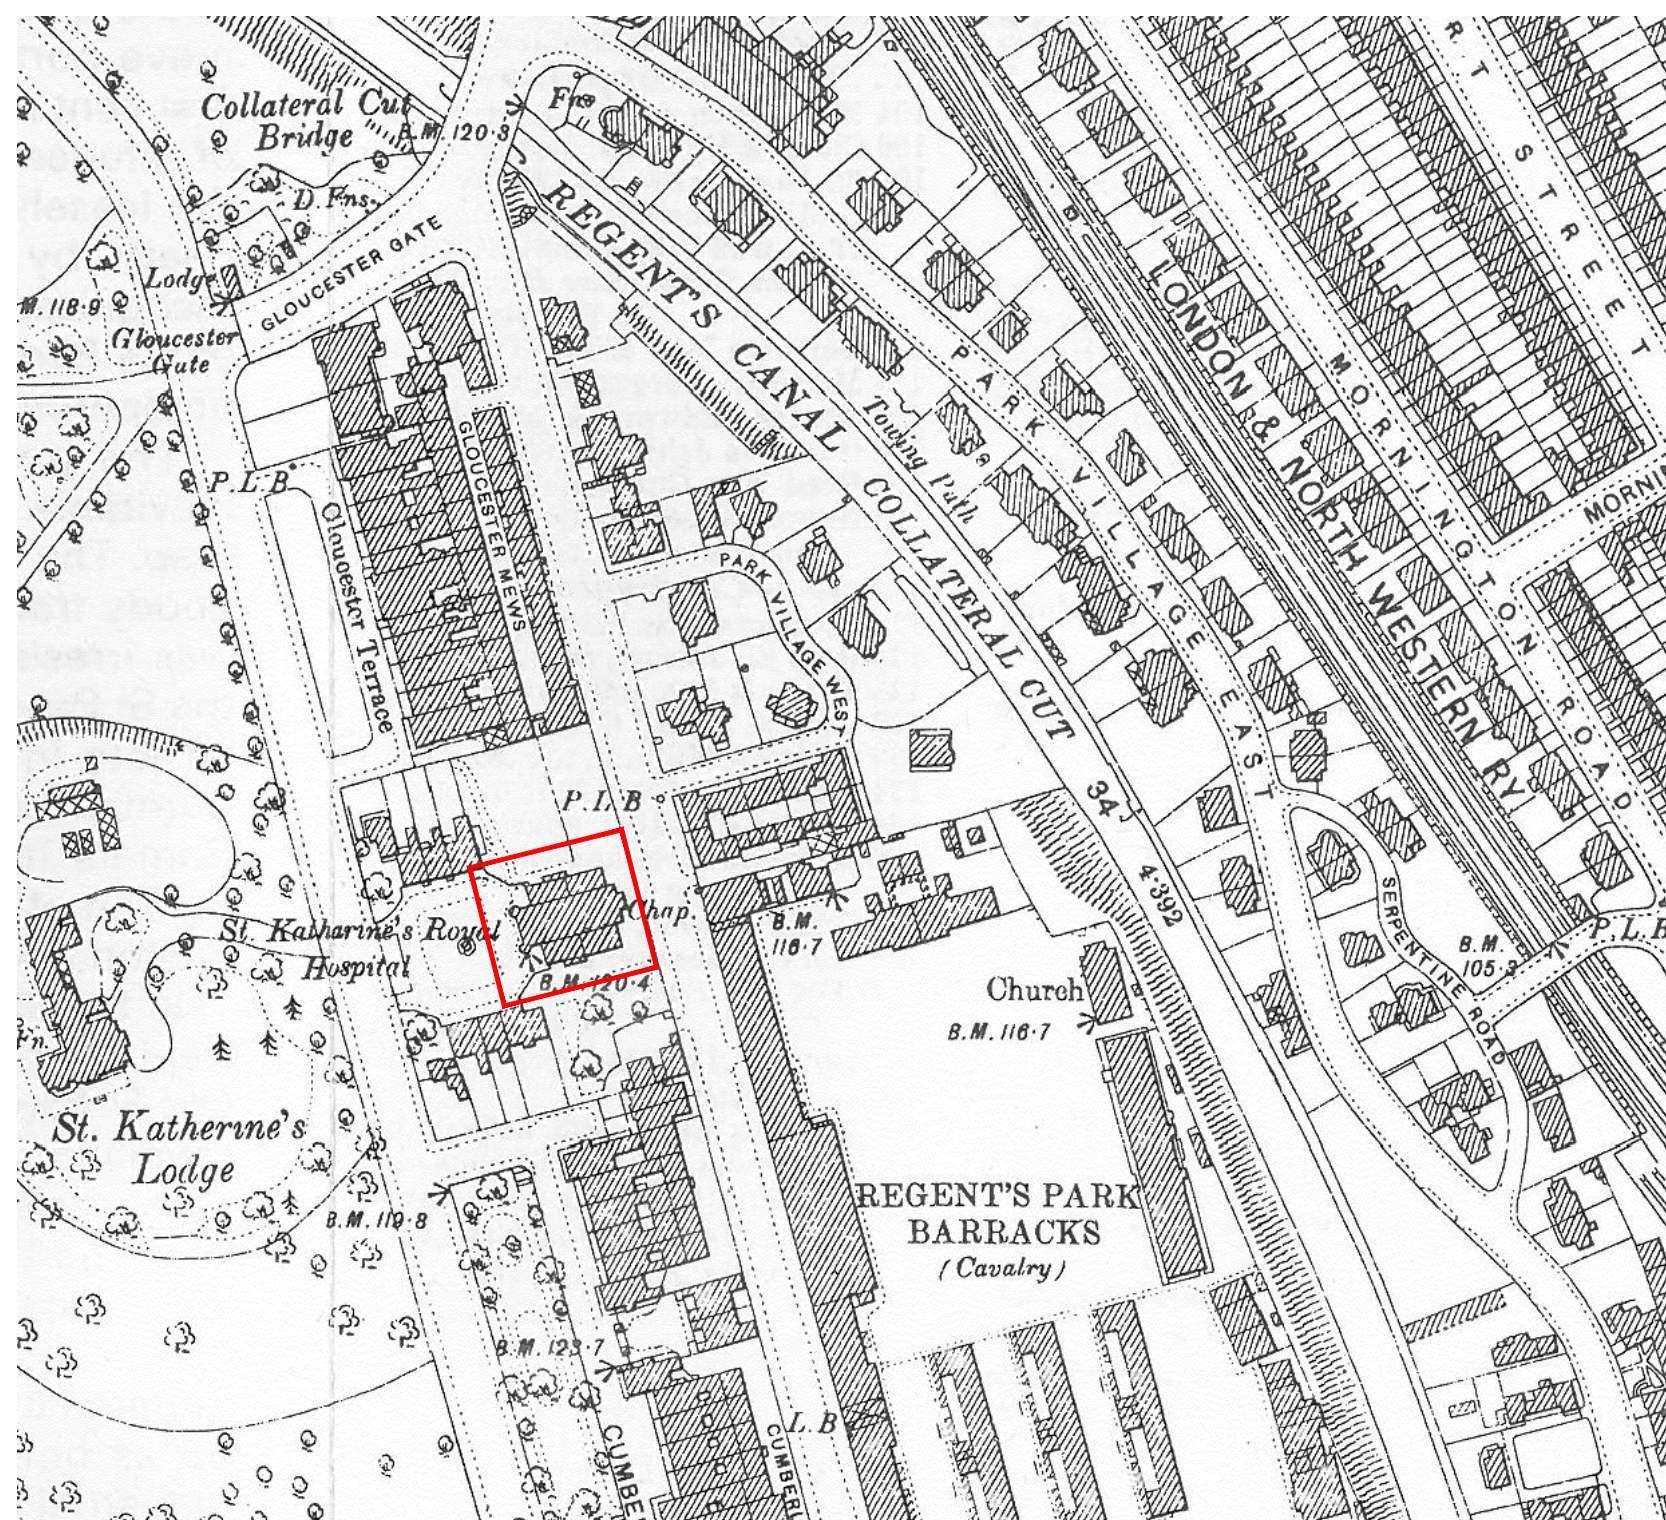 Collateral Cut
Bridge
B.M. 120·3
Fn
D. Fns.
GLOUCESTER GATE
Lodge
M. 118·9
Gloucester
Gate
REGENT'S CANAL COLLATERAL CUT
Towing Path
PARK VILLAGE EAST
LONDON & NORTH WESTERN RY
MORNINGTON ROAD
RT STREET
MORNIN
P.L.B
Gloucester Terrace
GLOUCESTER MEWS
PARK VILLAGE WEST
P.L.B
34
4·392
St. Katharine's Royal
Hospital
Chap.
B.M. 120·4
B.M.
116·7
Church
B.M. 116·7
SERPENTINE ROAD
B.M.
105·3
P.L.B
Fn.
St. Katherine's
Lodge
B.M. 119·8
REGENT'S PARK
BARRACKS
(Cavalry)
B.M. 123·7
L.B
CUMBE
CUMBERL